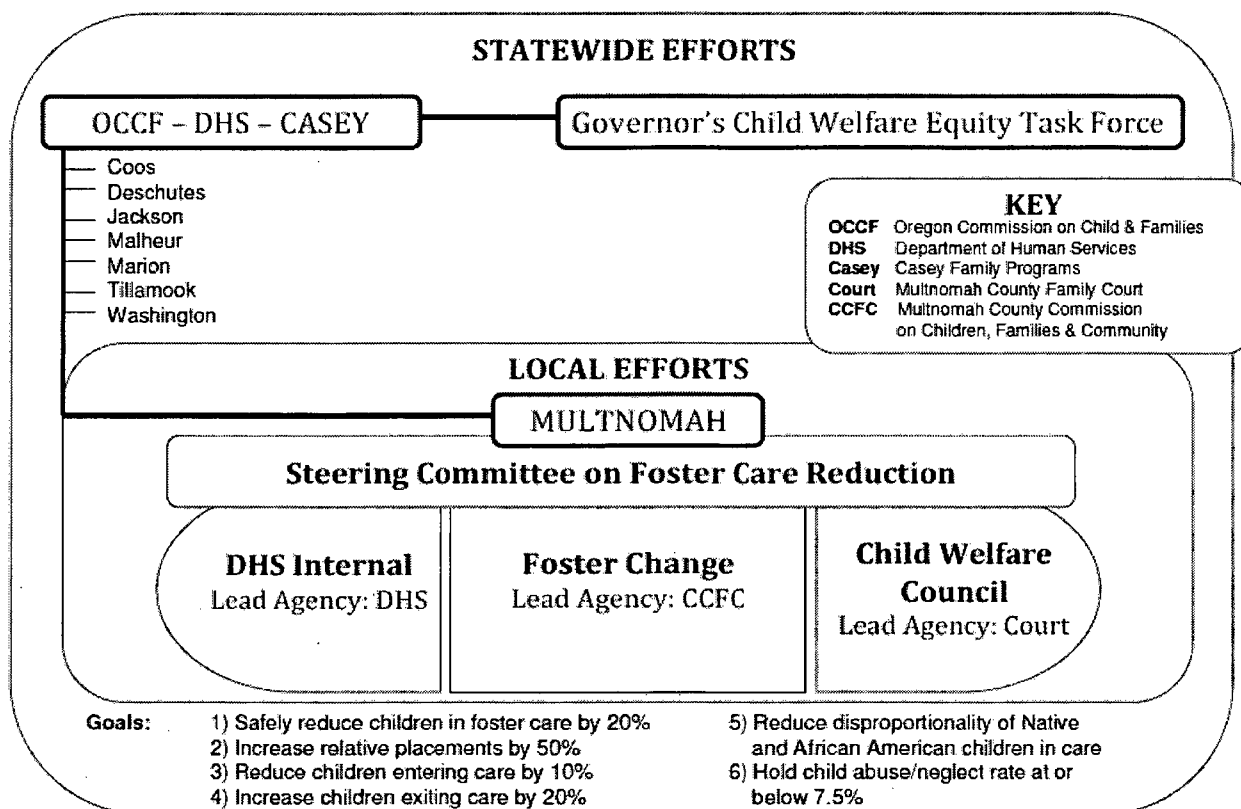 STATEWIDE EFFORTS
OCCF – DHS – CASEY
Governor's Child Welfare Equity Task Force
Coos
Deschutes
Jackson
Malheur
Marion
Tillamook
Washington
KEY
OCCF Oregon Commission on Child & Families
DHS Department of Human Services
Casey Casey Family Programs
Court Multnomah County Family Court
CCFC Multnomah County Commission
on Children, Families & Community
LOCAL EFFORTS
MULTNOMAH
Steering Committee on Foster Care Reduction
DHS Internal
Lead Agency: DHS
Foster Change
Lead Agency: CCFC
Child Welfare
Council
Lead Agency: Court
Goals:
1) Safely reduce children in foster care by 20%
2) Increase relative placements by 50%
3) Reduce children entering care by 10%
4) Increase children exiting care by 20%
5) Reduce disproportionality of Native
and African American children in care
6) Hold child abuse/neglect rate at or
below 7.5%